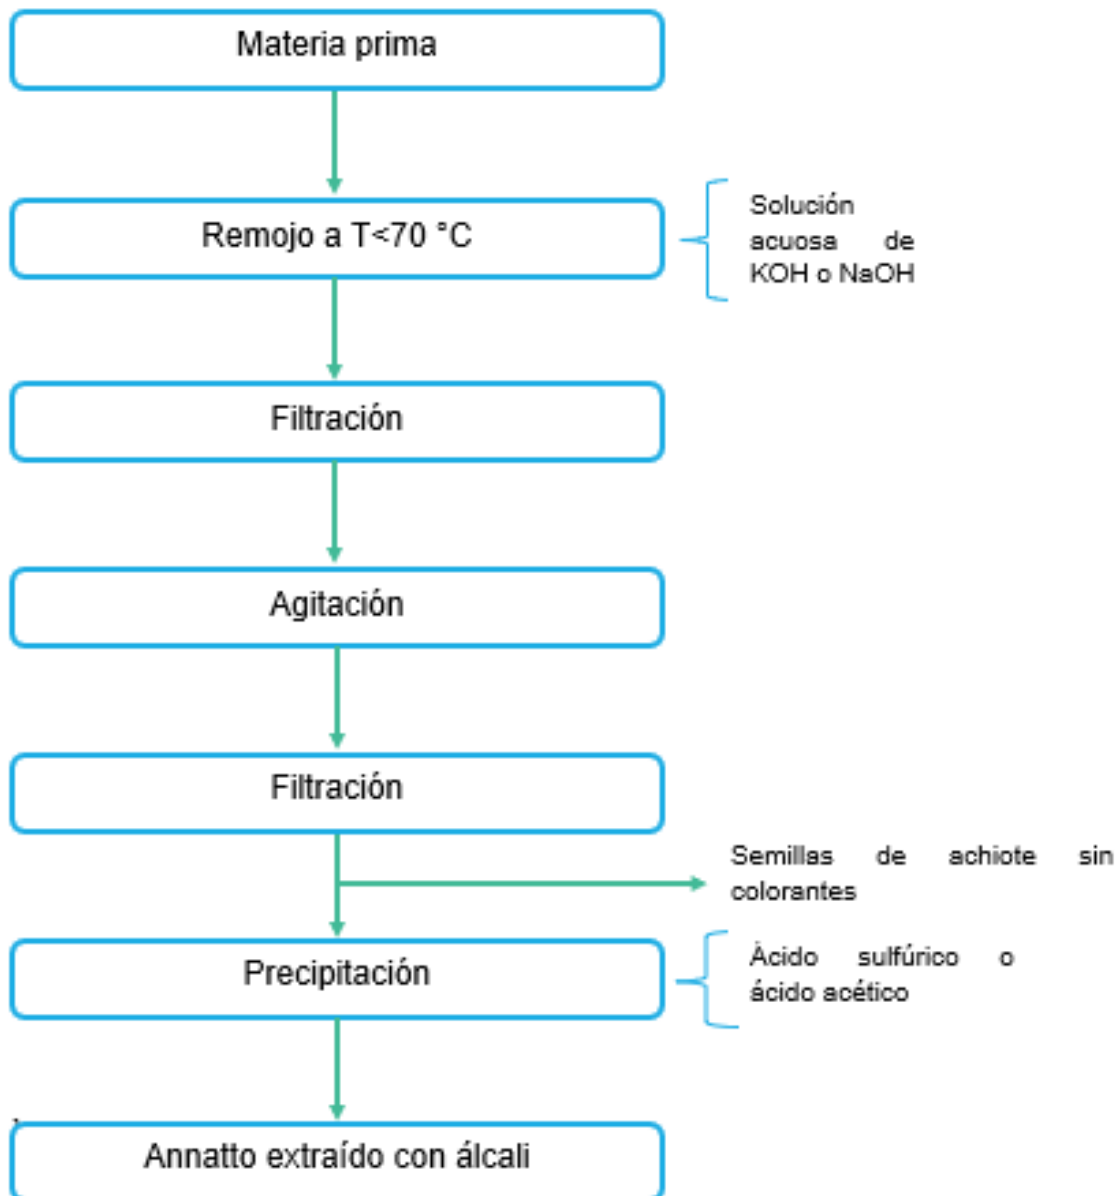 Materia prima
Remojo a T<70 °C
Solución
acuosa de
KOH o NaOH
Filtración
Agitación
Filtración
Semillas de achiote sin
colorantes
Precipitación
Ácido sulfúrico o
ácido acético
Annatto extraído con álcali